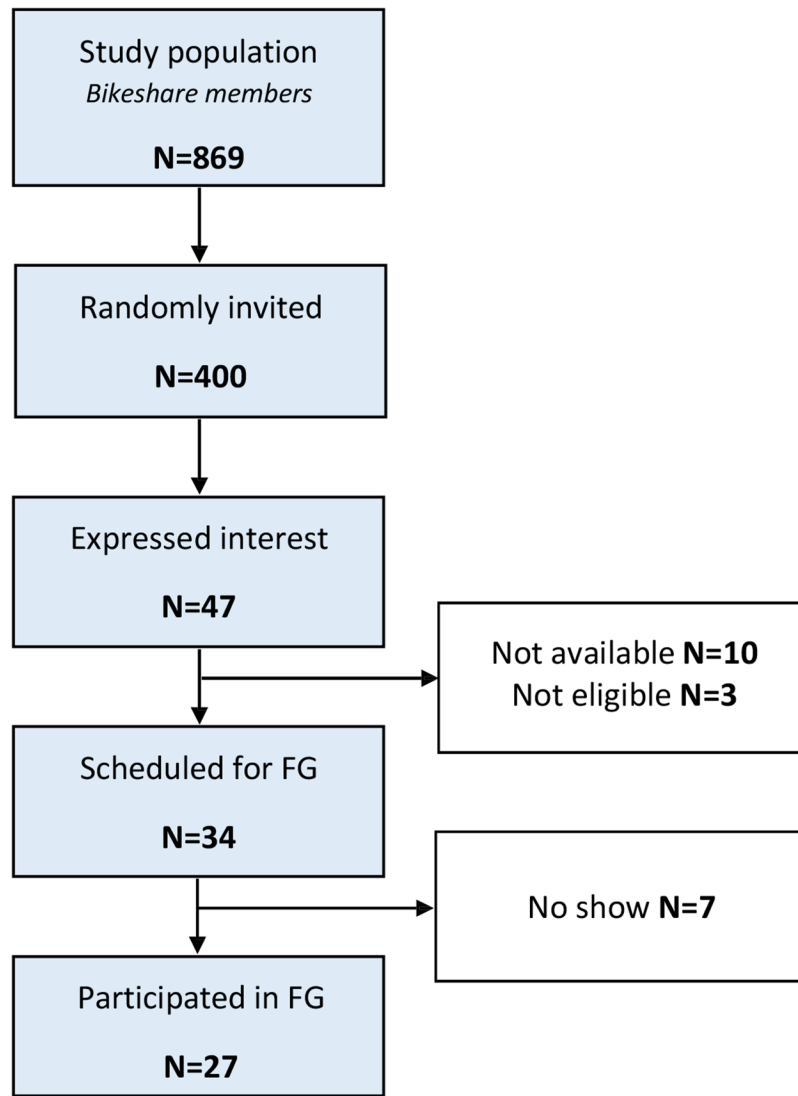 Study population
Bikeshare members
N=869
Randomly invited
N=400
Expressed interest
N=47
Not available N=10
Not eligible N=3
Scheduled for FG
N=34
No show N=7
Participated in FG
N=27